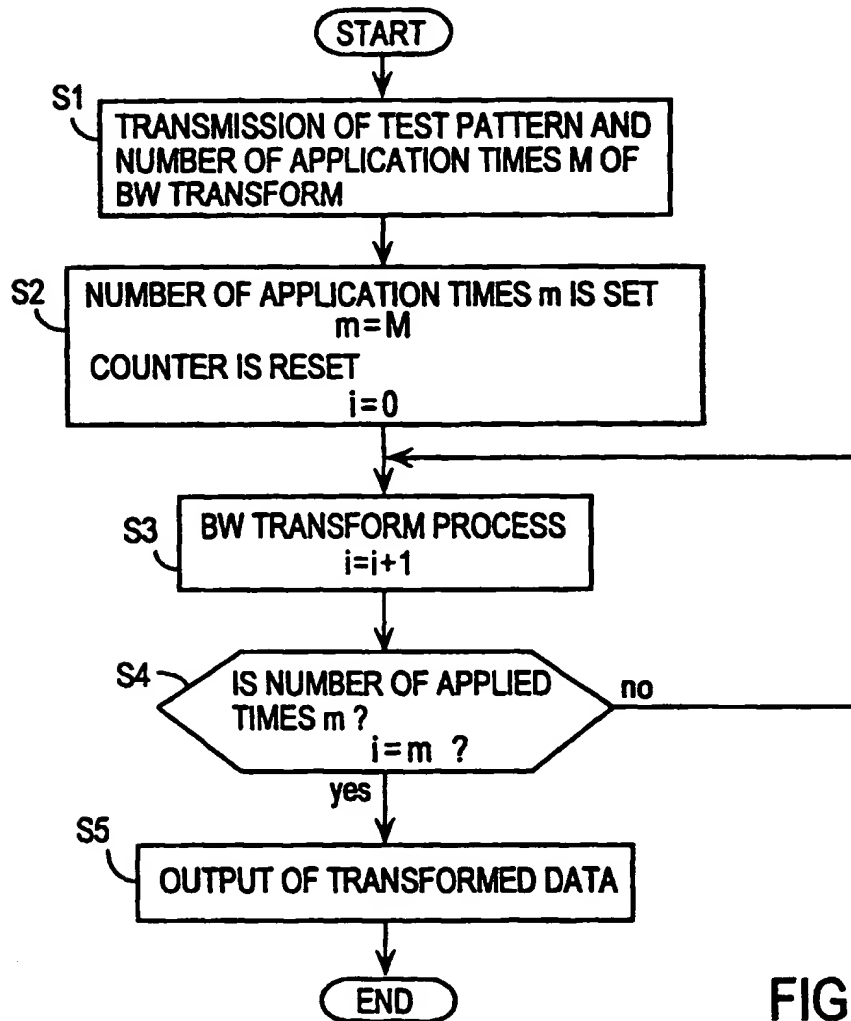 START
S1
TRANSMISSION OF TEST PATTERN AND
NUMBER OF APPLICATION TIMES M OF
BW TRANSFORM
S2
NUMBER OF APPLICATION TIMES m IS SET
m=M
COUNTER IS RESET
i=0
S3
BW TRANSFORM PROCESS
i=i+1
S4
IS NUMBER OF APPLIED
TIMES m ?
i=m ?
no
yes
S5
OUTPUT OF TRANSFORMED DATA
END
FIG